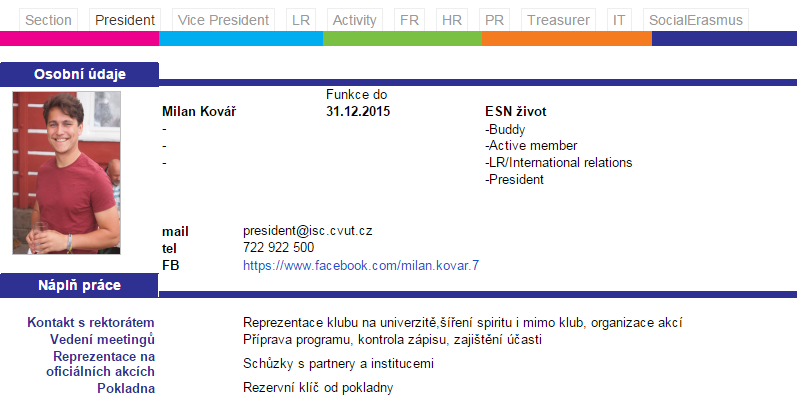 Section President Vice President LR Activity FR HR PR Treasurer IT SocialErasmus
Osobní údaje
Funkce do
Milan Kovář 31.12.2015 ESN život
- -Buddy
- -Active member
- -LR/International relations
-President
mail president@isc.cvut.cz
tel 722 922 500
FB https://www.facebook.com/milan.kovar.7
Náplň práce
Kontakt s rektorátem Reprezentace klubu na univerzitě,šíření spiritu i mimo klub, organizace akcí
Vedení meetingů Příprava programu, kontrola zápisu, zajištění účasti
Reprezentace na
oficiálních akcích Schůzky s partnery a institucemi
Pokladna Rezervní klíč od pokladny